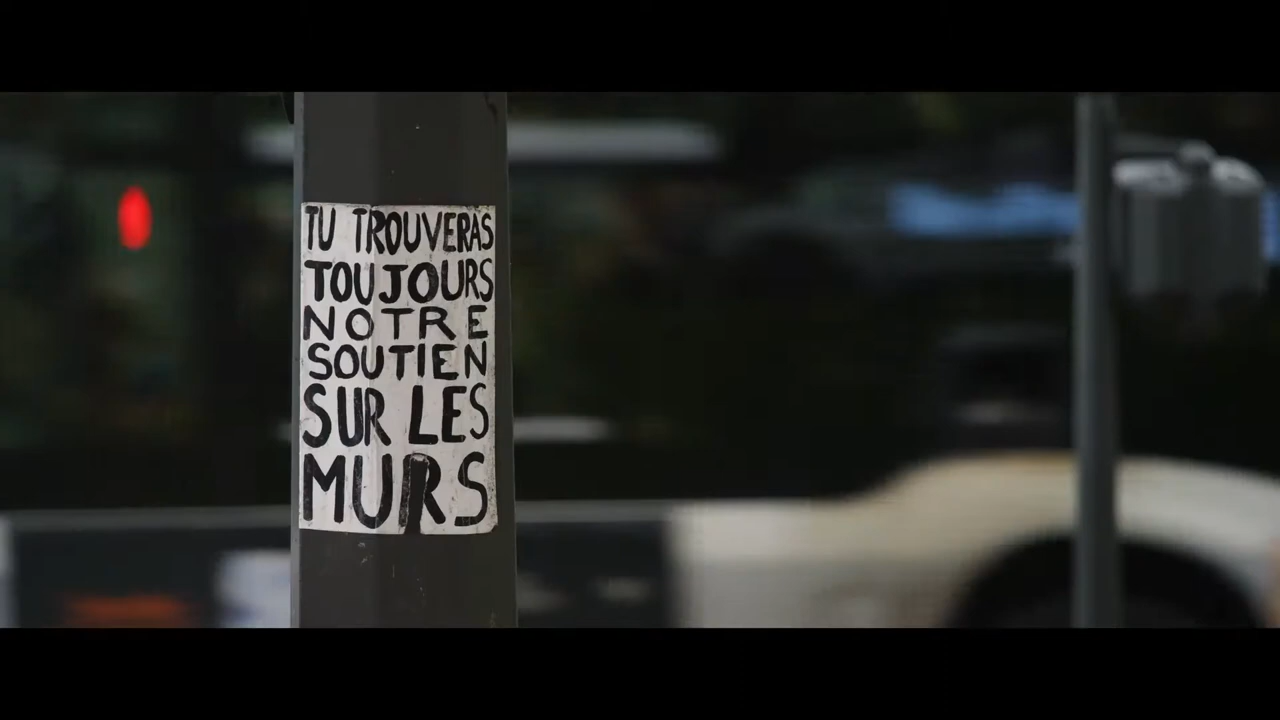 TU TROUVERAS
TOUJOURS
NOTRE
SOUTIEN
SUR LES
MURS